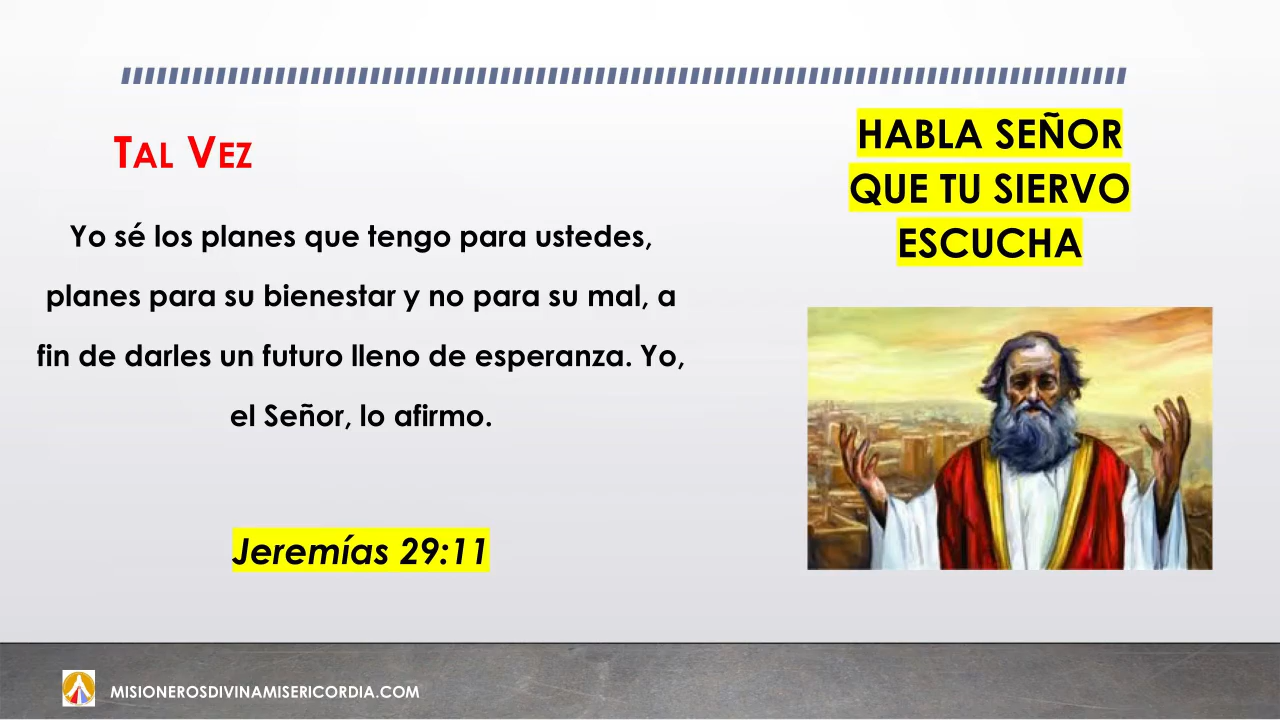 TAL VEZ
Yo sé los planes que tengo para ustedes,
planes para su bienestar y no para su mal, a
fin de darles un futuro lleno de esperanza. Yo,
el Señor, lo afirmo.
Jeremías 29:11
HABLA SEÑOR
QUE TU SIERVO
ESCUCHA
MISIONEROSDIVINAMISERICORDIA.COM